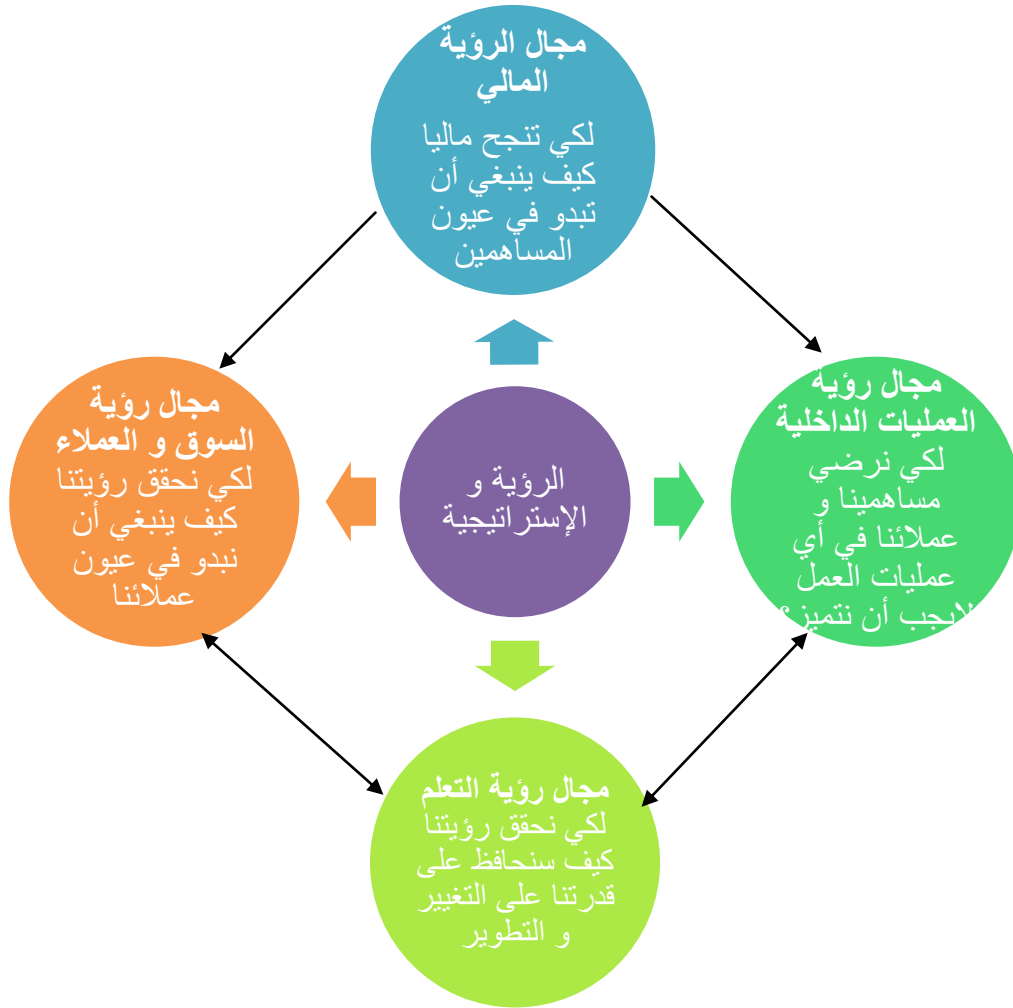 مجال الرؤية
المالي
لكي تنجح ماليا
كيف ينبغي أن
تبدو في عيون
المساهمين
مجال رؤية
العمليات الداخلية
لكي نرضي
مساهمينا و
عملائنا في أي
عمليات العمل
يجب أن نتميز؟
الرؤية و
الإستراتيجية
مجال رؤية
السوق و العملاء
لكي نحقق رؤيتنا
كيف ينبغي أن
نبدو في عيون
عملائنا
مجال رؤية التعلم
لكي نحقق رؤيتنا
كيف سنحافظ على
قدرتنا على التغيير
و التطوير